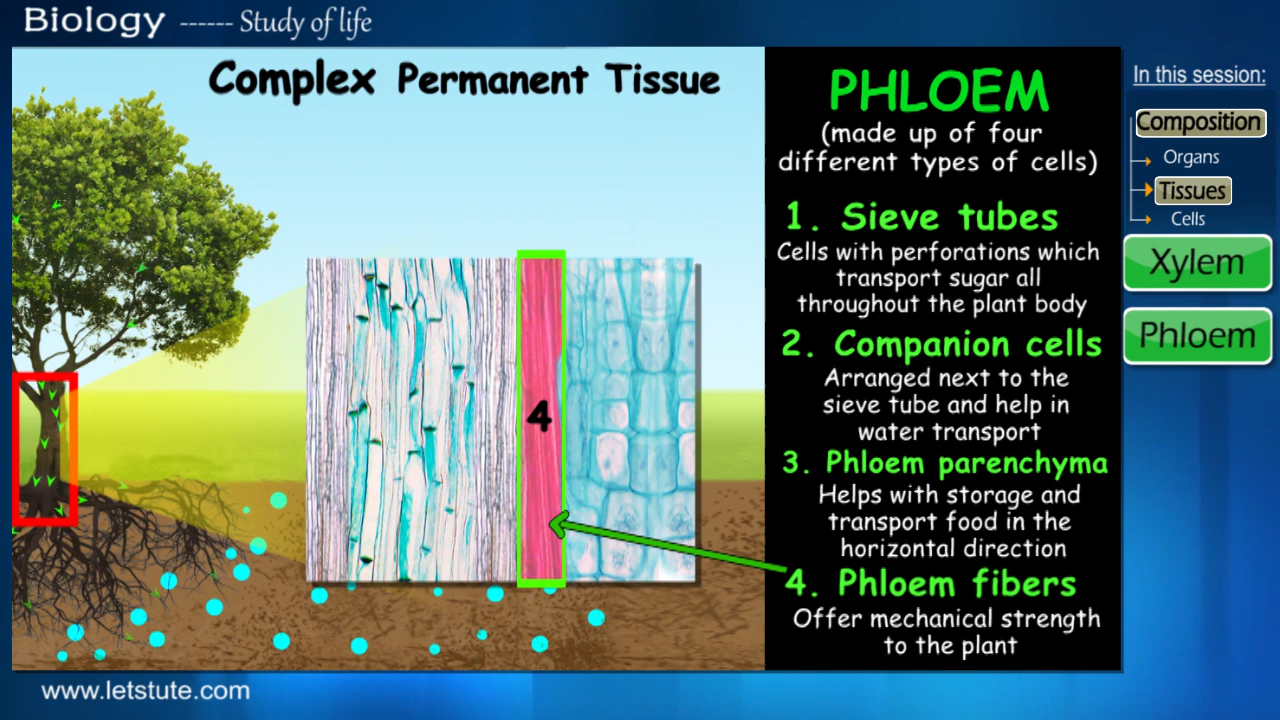 Biology ------ Study of life
Complex Permanent Tissue
4
PHLOEM
(made up of four
different types of cells)
1. Sieve tubes
Cells with perforations which
transport sugar all
throughout the plant body
2. Companion cells
Arranged next to the
sieve tube and help in
water transport
3. Phloem parenchyma
Helps with storage and
transport food in the
horizontal direction
4. Phloem fibers
Offer mechanical strength
to the plant
In this session:
Composition
Organs
Tissues
Cells
Xylem
Phloem
www.letstute.com